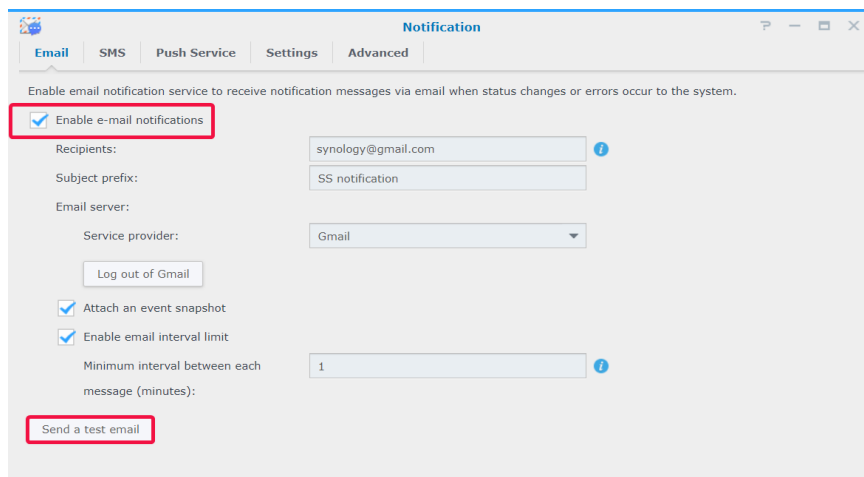 Notification
Email SMS Push Service Settings Advanced
Enable email notification service to receive notification messages via email when status changes or errors occur to the system.
Enable e-mail notifications
Recipients: synology@gmail.com
Subject prefix: SS notification
Email server:
Service provider: Gmail
Log out of Gmail
Attach an event snapshot
Enable email interval limit
Minimum interval between each 1
message (minutes):
Send a test email